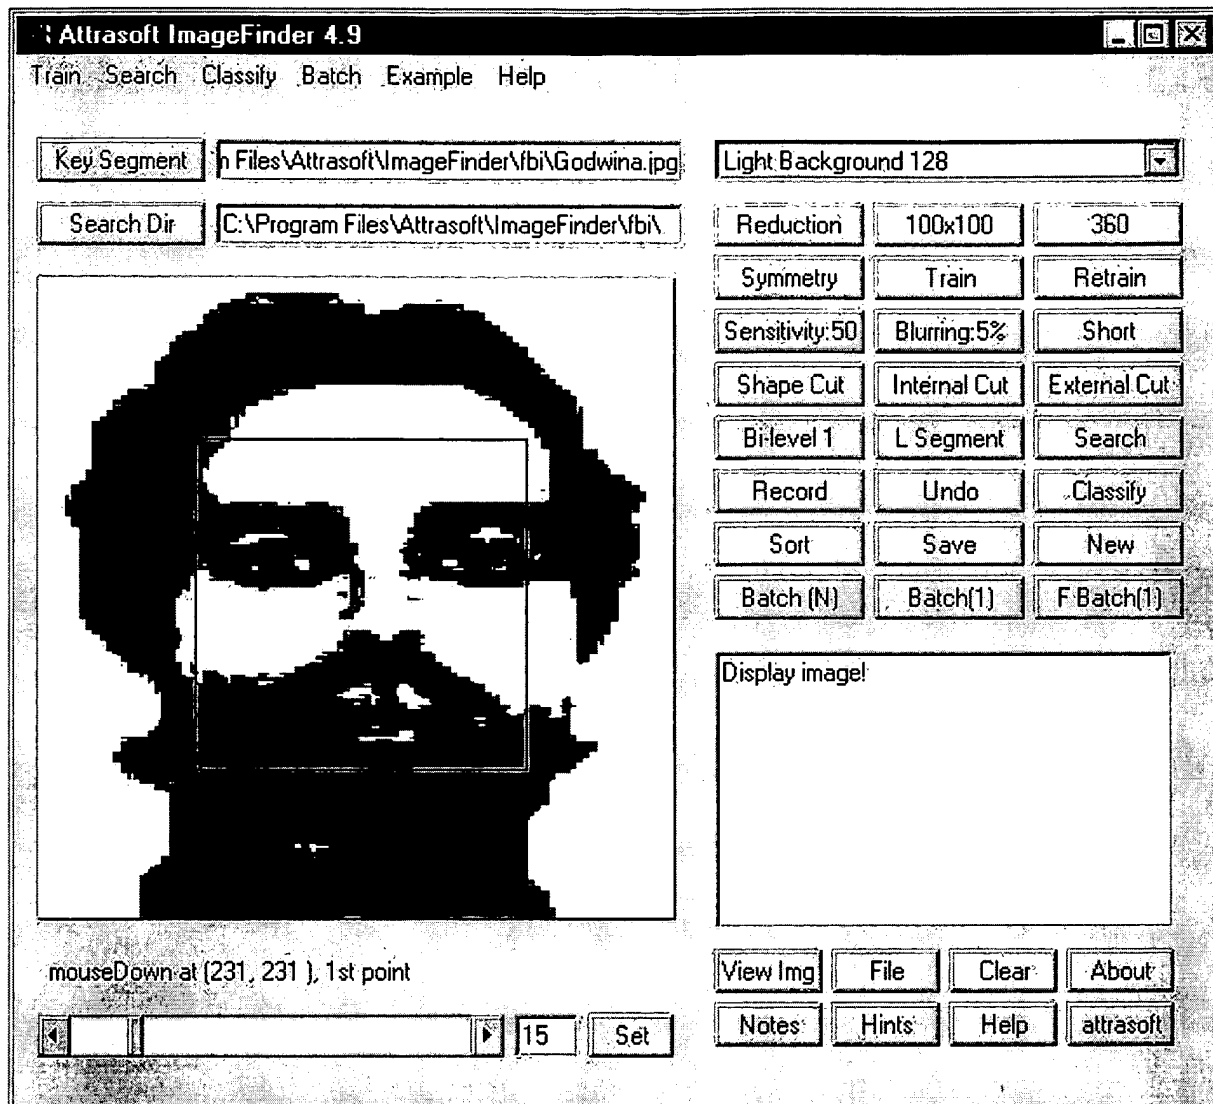 Attrasoft ImageFinder 4.9
Train Search Classify Batch Example Help
Key Segment n Files\Attrasoft\ImageFinder\fbi\Godwina.jpg Light Background 128
Search Dir C:\Program Files\Attrasoft\ImageFinder\fbi\
Reduction 100x100 360
Symmetry Train Retrain
Sensitivity:50 Blurring:5% Short
Shape Cut Internal Cut External Cut
Bi-level 1 L Segment Search
Record Undo Classify
Sort Save New
Batch (N) Batch(1) F Batch(1)
Display image!
mouseDown at (231, 231 ), 1st point
15 Set
View Img File Clear About
Notes Hints Help attrasoft